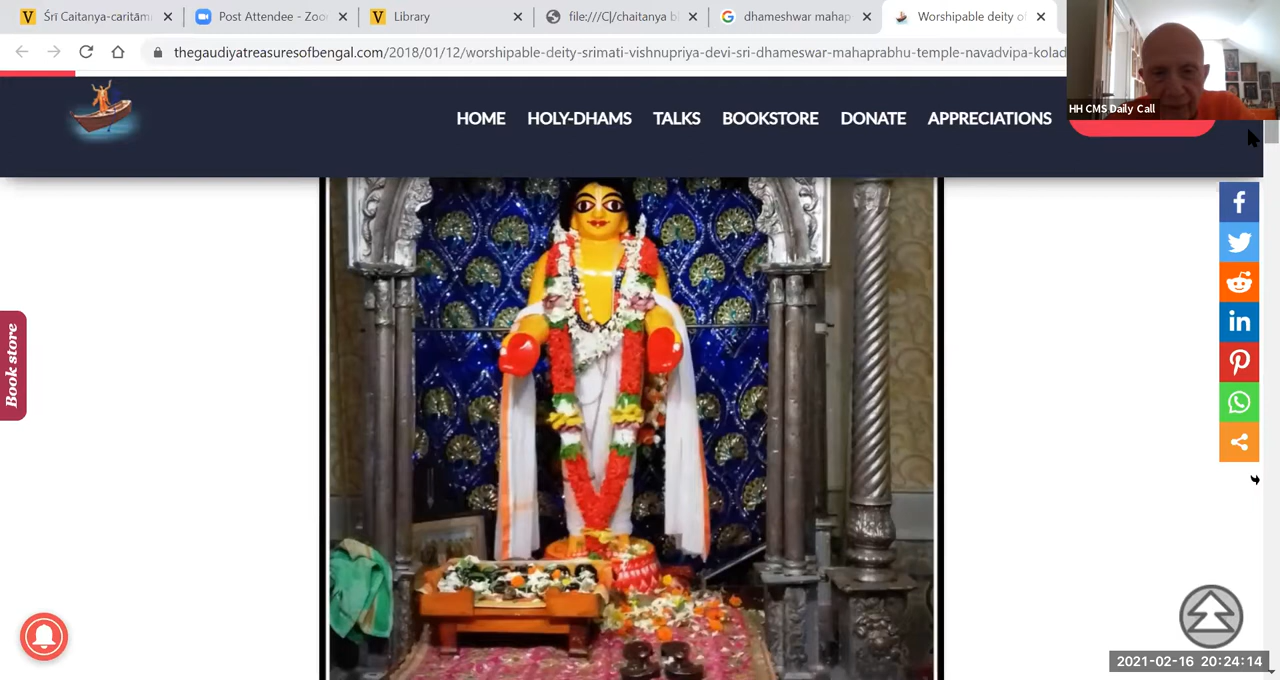 Śrī Caitanya-caritām
Post Attendee - Zoo
Library
file:///C|/chaitanya b
dhameshwar mahap
Worshipable deity o
thegaudiyatreasuresofbengal.com/2018/01/12/worshipable-deity-srimati-vishnupriya-devi-sri-dhameswar-mahaprabhu-temple-navadvipa-kolad
HH CMS Daily Call
HOME
HOLY-DHAMS
TALKS
BOOKSTORE
DONATE
APPRECIATIONS
Book store
2021-02-16 20:24:14